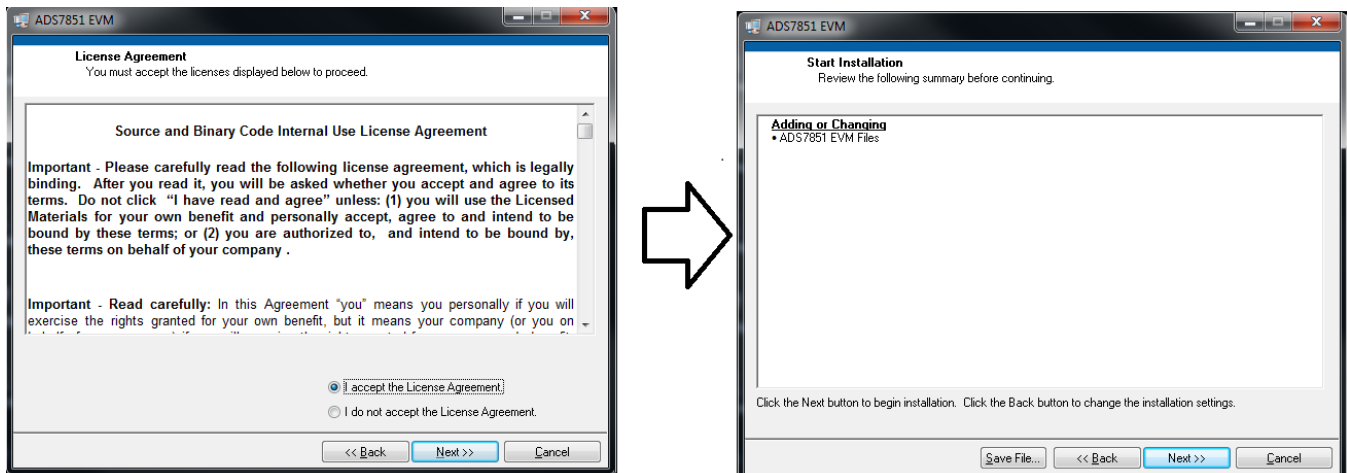 ADS7851 EVM
License Agreement
You must accept the licenses displayed below to proceed.
Source and Binary Code Internal Use License Agreement
Important - Please carefully read the following license agreement, which is legally
binding. After you read it, you will be asked whether you accept and agree to its
terms. Do not click “I have read and agree” unless: (1) you will use the Licensed
Materials for your own benefit and personally accept, agree to and intend to be
bound by these terms; or (2) you are authorized to, and intend to be bound by,
these terms on behalf of your company .
Important - Read carefully: In this Agreement “you” means you personally if you will
exercise the rights granted for your own benefit, but it means your company (or you on
I accept the License Agreement.
I do not accept the License Agreement.
<< Back
Next >>
Cancel
ADS7851 EVM
Start Installation
Review the following summary before continuing.
Adding or Changing
• ADS7851 EVM Files
Click the Next button to begin installation. Click the Back button to change the installation settings.
Save File...
<< Back
Next >>
Cancel